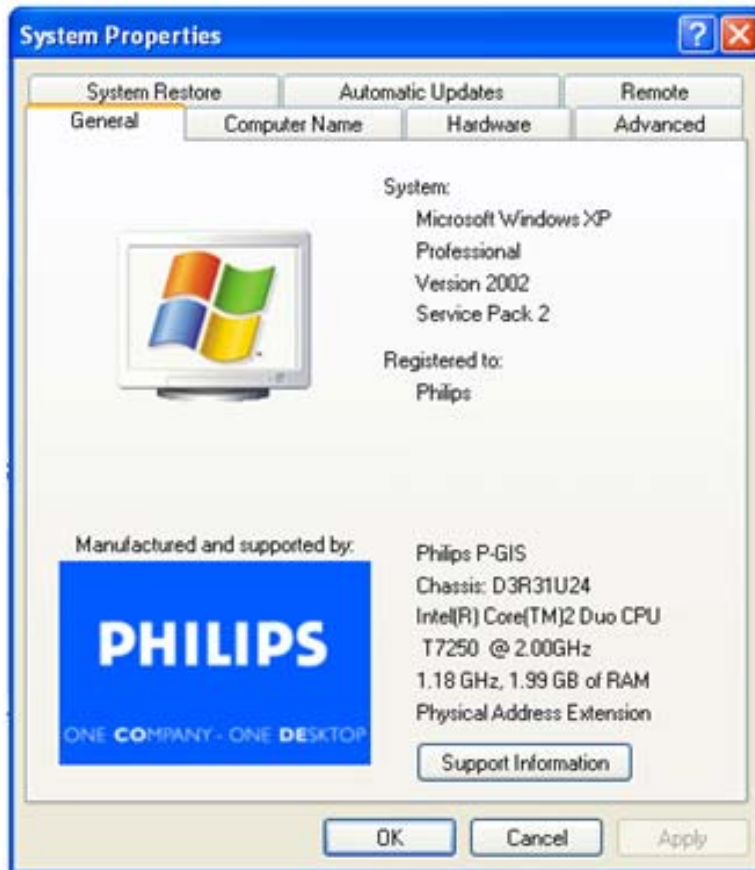 System Properties
System Restore Automatic Updates Remote
General Computer Name Hardware Advanced
System:
Microsoft Windows XP
Professional
Version 2002
Service Pack 2
Registered to:
Philips
Manufactured and supported by:
PHILIPS
ONE COMPANY - ONE DESKTOP
Philips P-GIS
Chassis: D3R31U24
Intel(R) Core(TM)2 Duo CPU
T7250 @ 2.00GHz
1.18 GHz, 1.99 GB of RAM
Physical Address Extension
Support Information
OK Cancel Apply